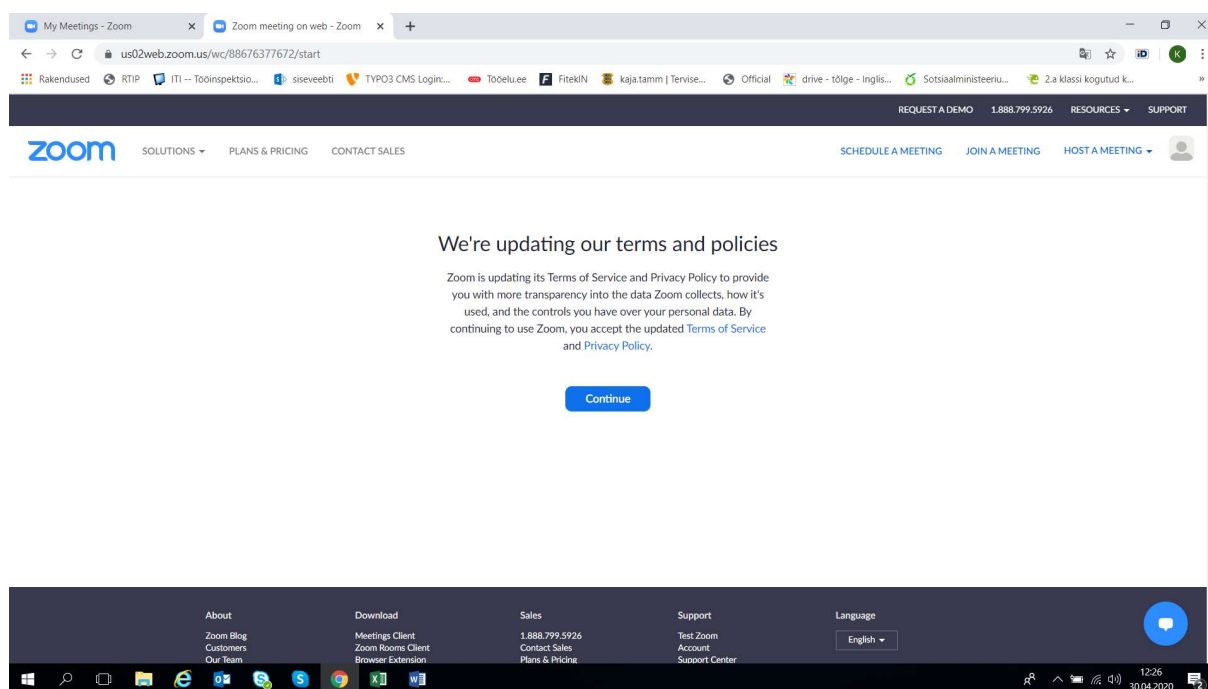 My Meetings - Zoom
Zoom meeting on web - Zoom
us02web.zoom.us/wc/88676377672/start
K
Rakendused
RTIP
ITI -- Tööinspektsio...
siseveebti
TYPO3 CMS Login:...
Tööelu.ee
FitekIN
kaja.tamm | Tervise...
Official
drive - tõlge - Inglis...
Sotsiaalministeeriu...
2.a klassi kogutud k...
REQUEST A DEMO 1.888.799.5926 RESOURCES SUPPORT
zoom SOLUTIONS PLANS & PRICING CONTACT SALES SCHEDULE A MEETING JOIN A MEETING HOST A MEETING
We're updating our terms and policies
Zoom is updating its Terms of Service and Privacy Policy to provide
you with more transparency into the data Zoom collects, how it's
used, and the controls you have over your personal data. By
continuing to use Zoom, you accept the updated Terms of Service
and Privacy Policy.
Continue
About
Zoom Blog
Customers
Our Team
Download
Meetings Client
Zoom Rooms Client
Browser Extension
Sales
1.888.799.5926
Contact Sales
Plans & Pricing
Support
Test Zoom
Account
Support Center
Language
English
12:26
30.04.2020